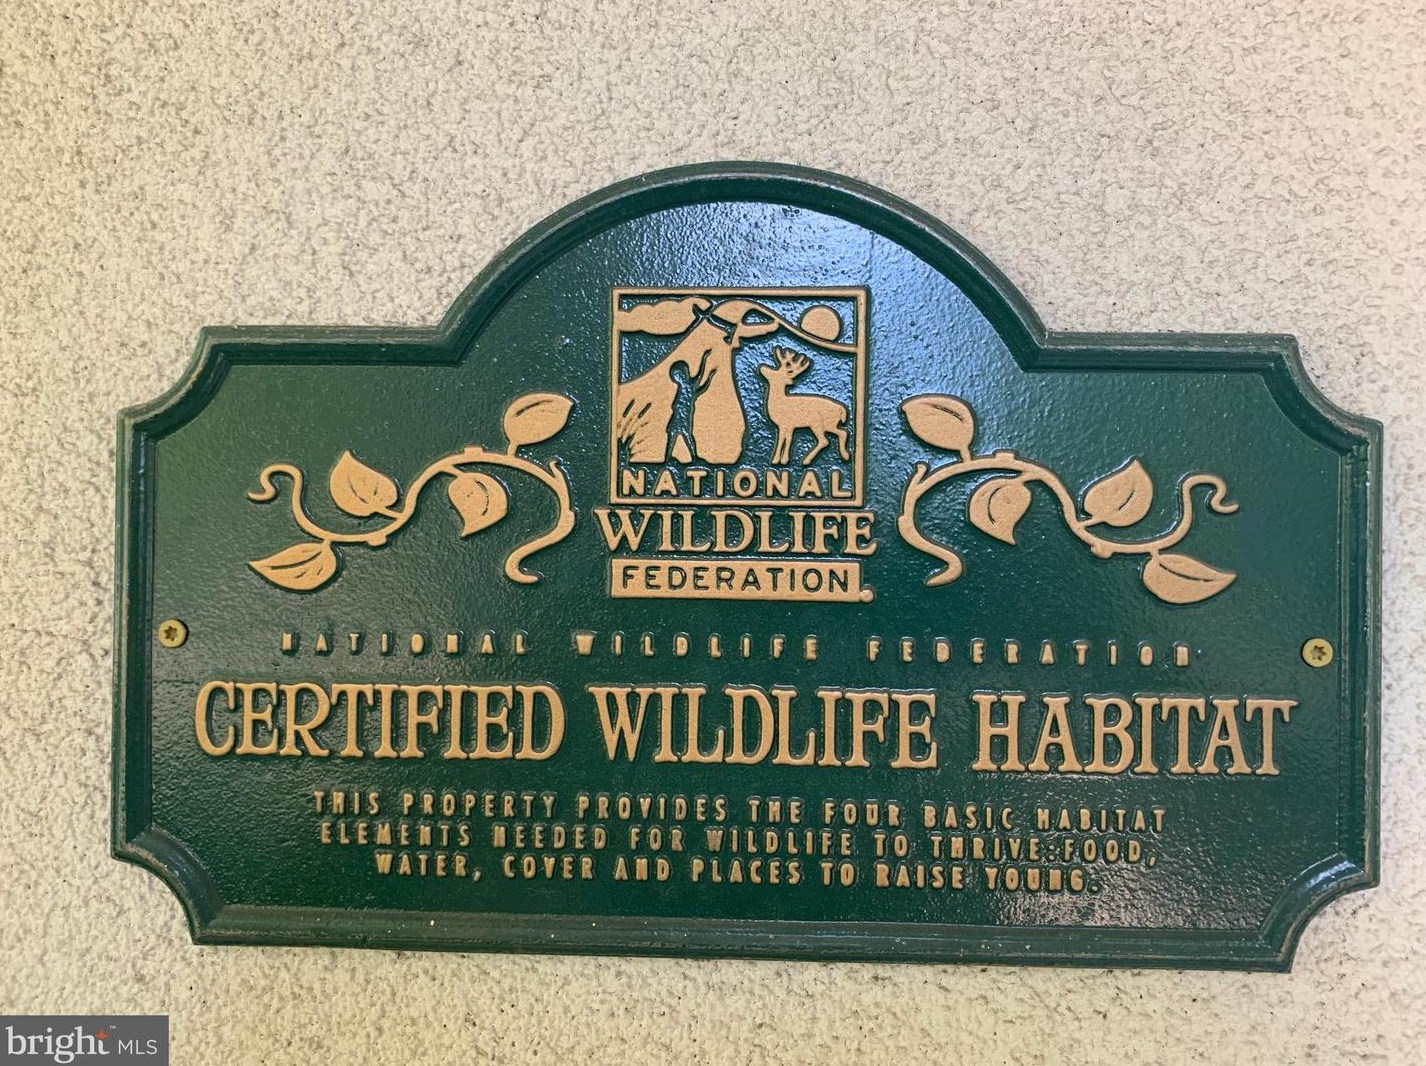 NATIONAL
WILDLIFE
FEDERATION
NATIONAL WILDLIFE FEDERATION
CERTIFIED WILDLIFE HABITAT
THIS PROPERTY PROVIDES THE FOUR BASIC HABITAT
ELEMENTS NEEDED FOR WILDLIFE TO THRIVE:FOOD,
WATER, COVER AND PLACES TO RAISE YOUNG.
bright™ MLS